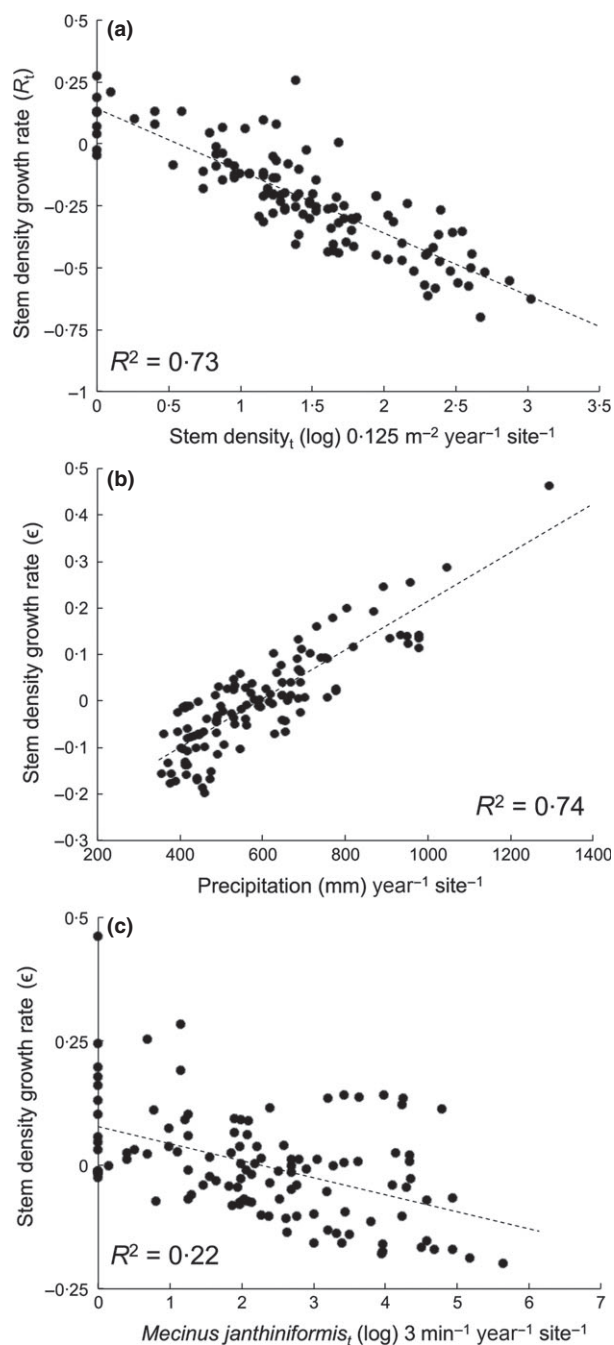 (a)
Stem density growth rate (Rt)
0·5
0·25
0
–0·25
–0·5
–0·75
–1
R2 = 0·73
0 0·5 1 1·5 2 2·5 3 3·5
Stem densityt (log) 0·125 m–2 year–1 site–1
(b)
Stem density growth rate (ϵ)
0·5
0·4
0·3
0·2
0·1
0
–0·1
–0·2
–0·3
R2 = 0·74
200 400 600 800 1000 1200 1400
Precipitation (mm) year–1 site–1
(c)
Stem density growth rate (ϵ)
0·5
0·25
0
–0·25
R2 = 0·22
0 1 2 3 4 5 6 7
Mecinus janthiniformist (log) 3 min–1 year–1 site–1